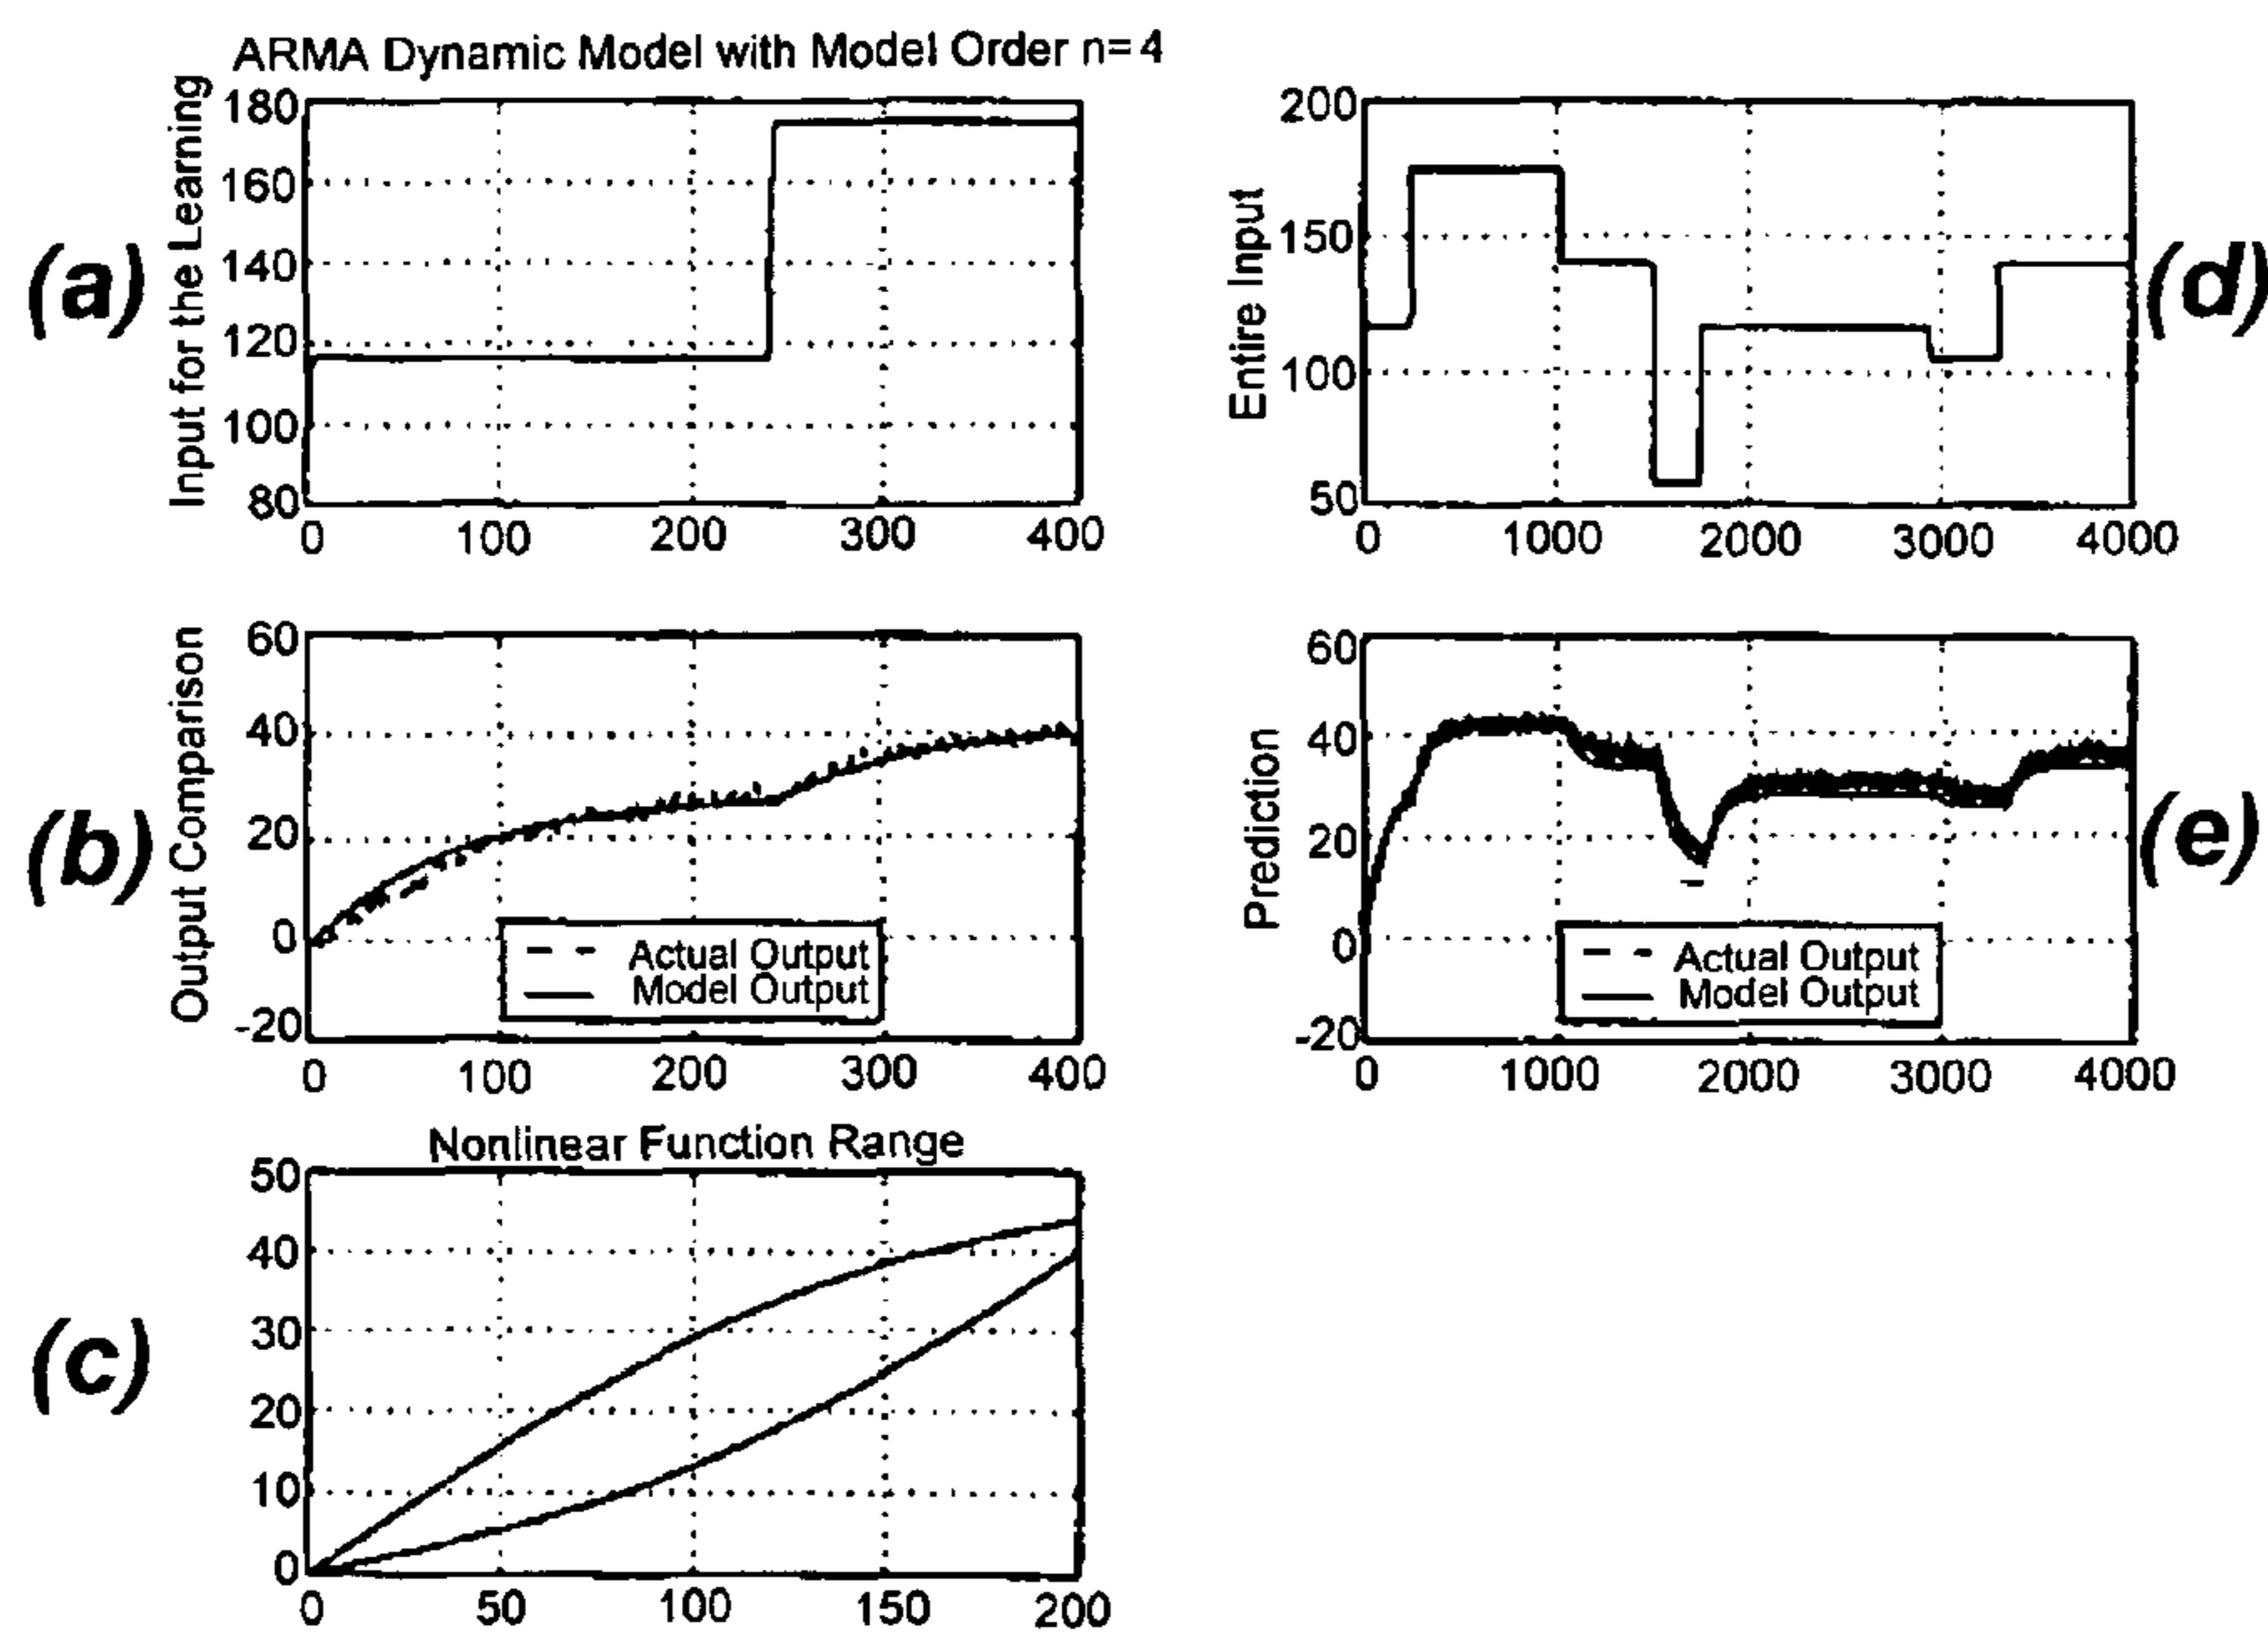 ARMA Dynamic Model with Model Order n=4
(a)
Input for the Learning
180
160
140
120
100
80
0 100 200 300 400
(d)
Entire Input
200
150
100
50
0 1000 2000 3000 4000
(b)
Output Comparison
60
40
20
0
-20
Actual Output
Model Output
0 100 200 300 400
(e)
Prediction
60
40
20
0
-20
Actual Output
Model Output
0 1000 2000 3000 4000
(c)
Nonlinear Function Range
50
40
30
20
10
0
0 50 100 150 200